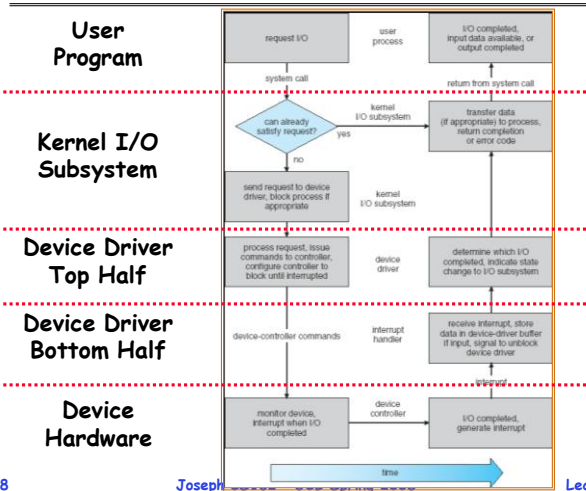 User
Program
request I/O
user
process
I/O completed,
input data available, or
output completed
system call
return from system call
Kernel I/O
Subsystem
can already
satisfy request?
yes
kernel
I/O subsystem
transfer data
(if appropriate) to process,
return completion
or error code
no
send request to device
driver, block process if
appropriate
kernel
I/O subsystem
Device Driver
Top Half
process request, issue
commands to controller,
configure controller to
block until interrupted
device
driver
determine which I/O
completed, indicate state
change to I/O subsystem
Device Driver
Bottom Half
device-controller commands
interrupt
handler
receive interrupt, store
data in device-driver buffer
if input, signal to unblock
device driver
interrupt
Device
Hardware
monitor device,
interrupt when I/O
completed
device
controller
I/O completed,
generate interrupt
time
8
Joseph